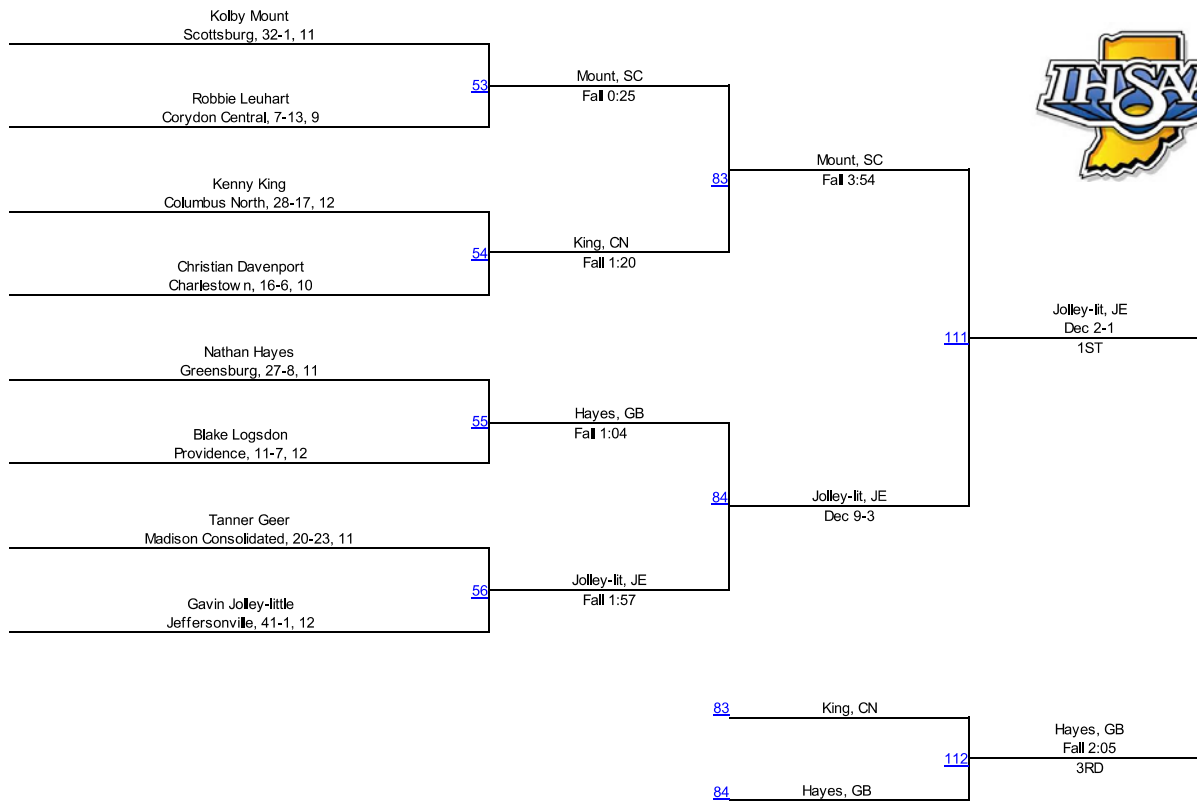 Kolby Mount
Scottsburg, 32-1, 11
53
Robbie Leuhart
Corydon Central, 7-13, 9
Mount, SC
Fall 0:25
IHSAA
83
Mount, SC
Fall 3:54
Kenny King
Columbus North, 28-17, 12
54
Christian Davenport
Charlestown, 16-6, 10
King, CN
Fall 1:20
111
Jolley-lit, JE
Dec 2-1
1ST
Nathan Hayes
Greensburg, 27-8, 11
55
Blake Logsdon
Providence, 11-7, 12
Hayes, GB
Fall 1:04
84
Jolley-lit, JE
Dec 9-3
Tanner Geer
Madison Consolidated, 20-23, 11
56
Gavin Jolley-little
Jeffersonville, 41-1, 12
Jolley-lit, JE
Fall 1:57
83
King, CN
112
84
Hayes, GB
Hayes, GB
Fall 2:05
3RD